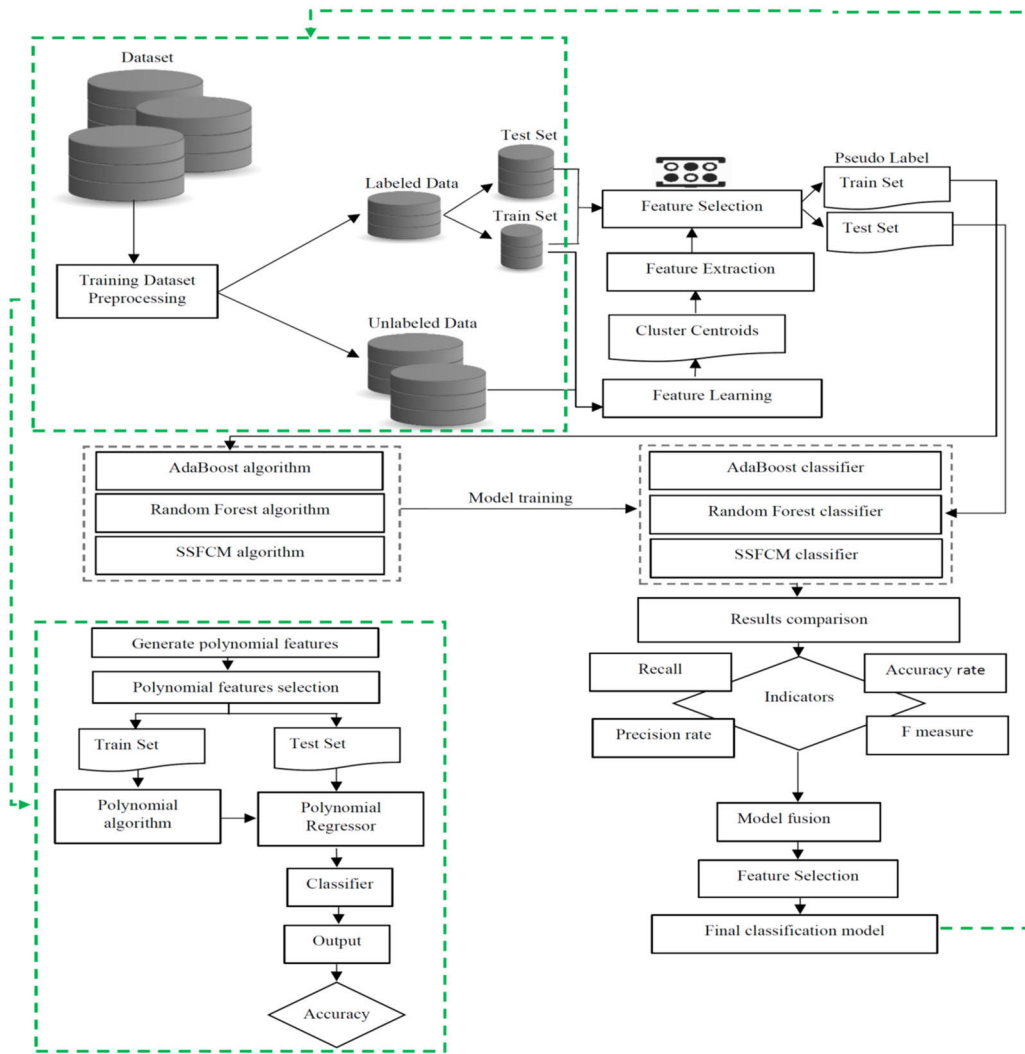 Dataset
Test Set
Labeled Data
Train Set
Training Dataset
Preprocessing
Unlabeled Data
Feature Selection
Pseudo Label
Train Set
Test Set
Feature Extraction
Cluster Centroids
Feature Learning
AdaBoost algorithm
Random Forest algorithm
SSFCM algorithm
Model training
AdaBoost classifier
Random Forest classifier
SSFCM classifier
Results comparison
Recall
Accuracy rate
Indicators
Precision rate
F measure
Model fusion
Feature Selection
Final classification model
Generate polynomial features
Polynomial features selection
Train Set
Test Set
Polynomial
algorithm
Polynomial
Regressor
Classifier
Output
Accuracy